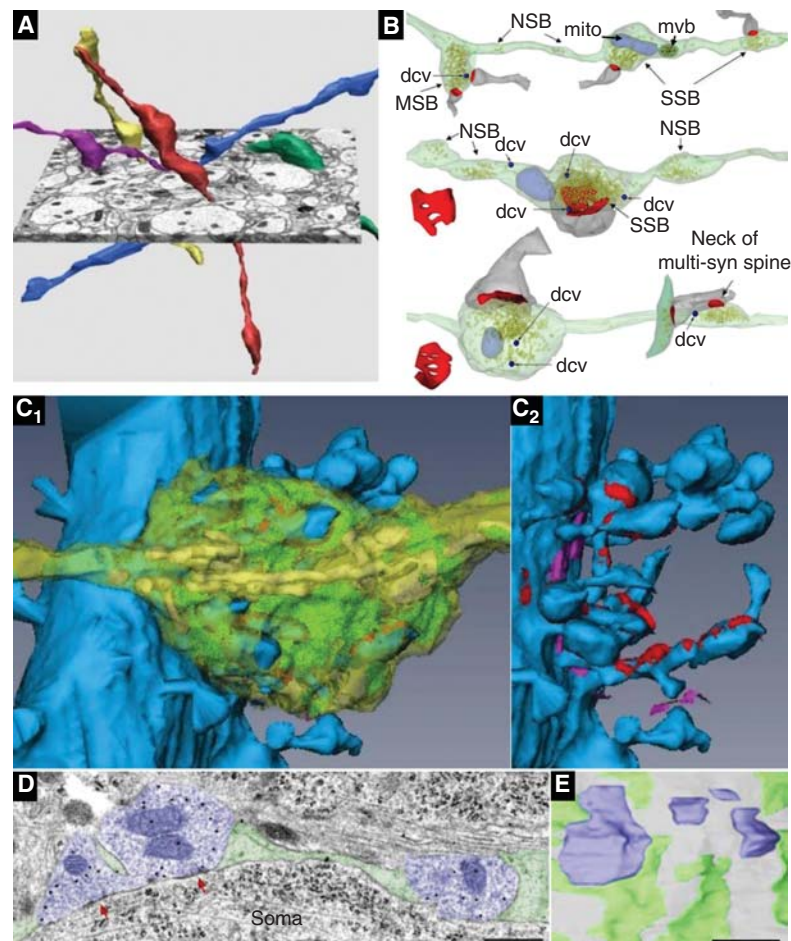 A
B
NSB
mito
mvb
dcv
MSB
SSB
NSB
dcv
dcv
NSB
dcv
dcv
SSB
Neck of
multi-syn spine
dcv
dcv
dcv
C1
C2
D
Soma
E